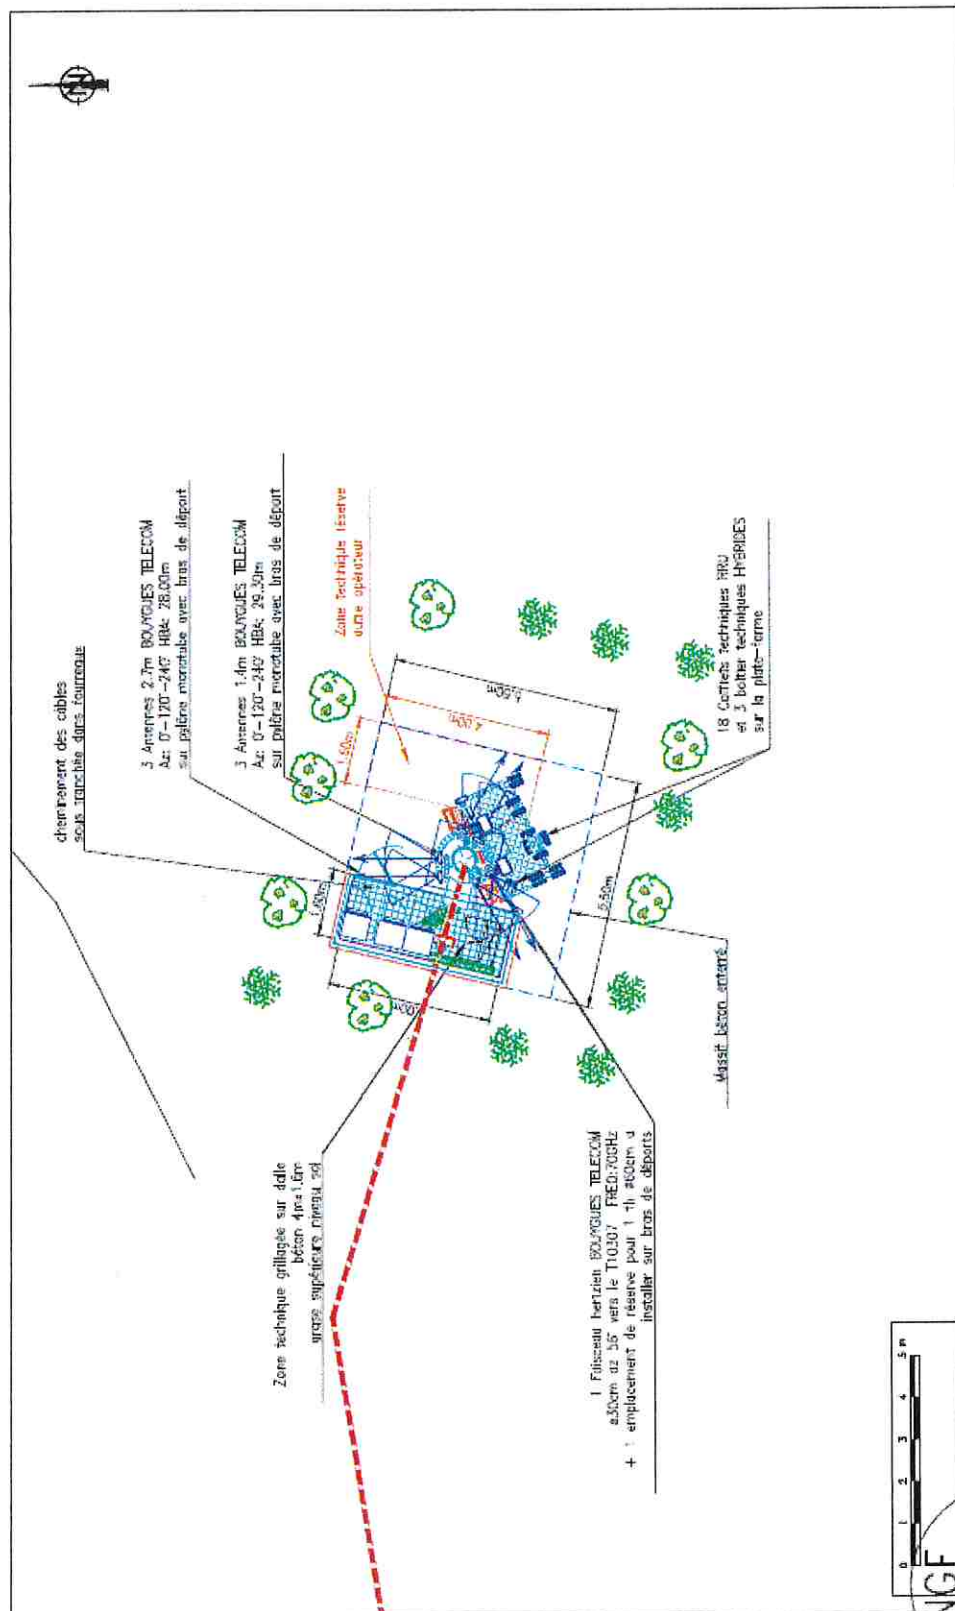 cheminement des câbles
sous tranchée dans fourreaux
3 Antennes 2.7m BOUYGUES TELECOM
Az: 0°-120°-240° HBA: 28.00m
sur pylône monotube avec bras de déport
3 Antennes 1.4m BOUYGUES TELECOM
Az: 0°-120°-240° HBA: 29.30m
sur pylône monotube avec bras de déport
Zone Technique réserve
autre opérateur
1.60m
1.60m
4.00m
5.50m
5.50m
18 Coffrets Techniques RRU
et 3 boîtier techniques HYBRIDES
sur la plate-forme
Massif béton enterré
Zone technique grillagée sur dalle
béton 4mx1.6m
supérieure niveau sol
1 Faisceau hertzien BOUYGUES TELECOM
ø30cm az 56° vers le T10307 FREQ:70GHz
+ 1 emplacement de réserve pour 1 fh ø60cm a
installer sur bras de déports
0 1 2 3 4 5 m
NGF